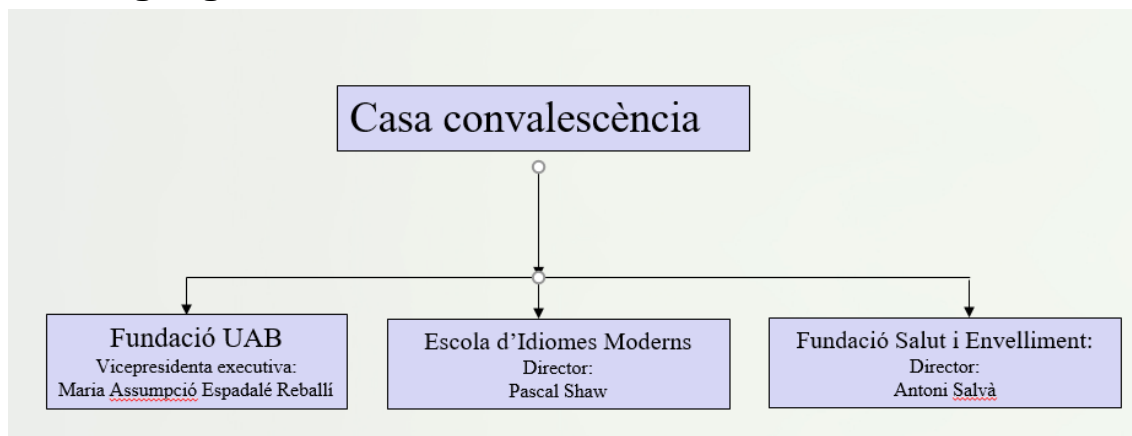 Casa convalescència
Fundació UAB
Vicepresidenta executiva:
Maria Assumpció Espadalé Reballí
Escola d'Idiomes Moderns
Director:
Pascal Shaw
Fundació Salut i Envelliment:
Director:
Antoni Salvà